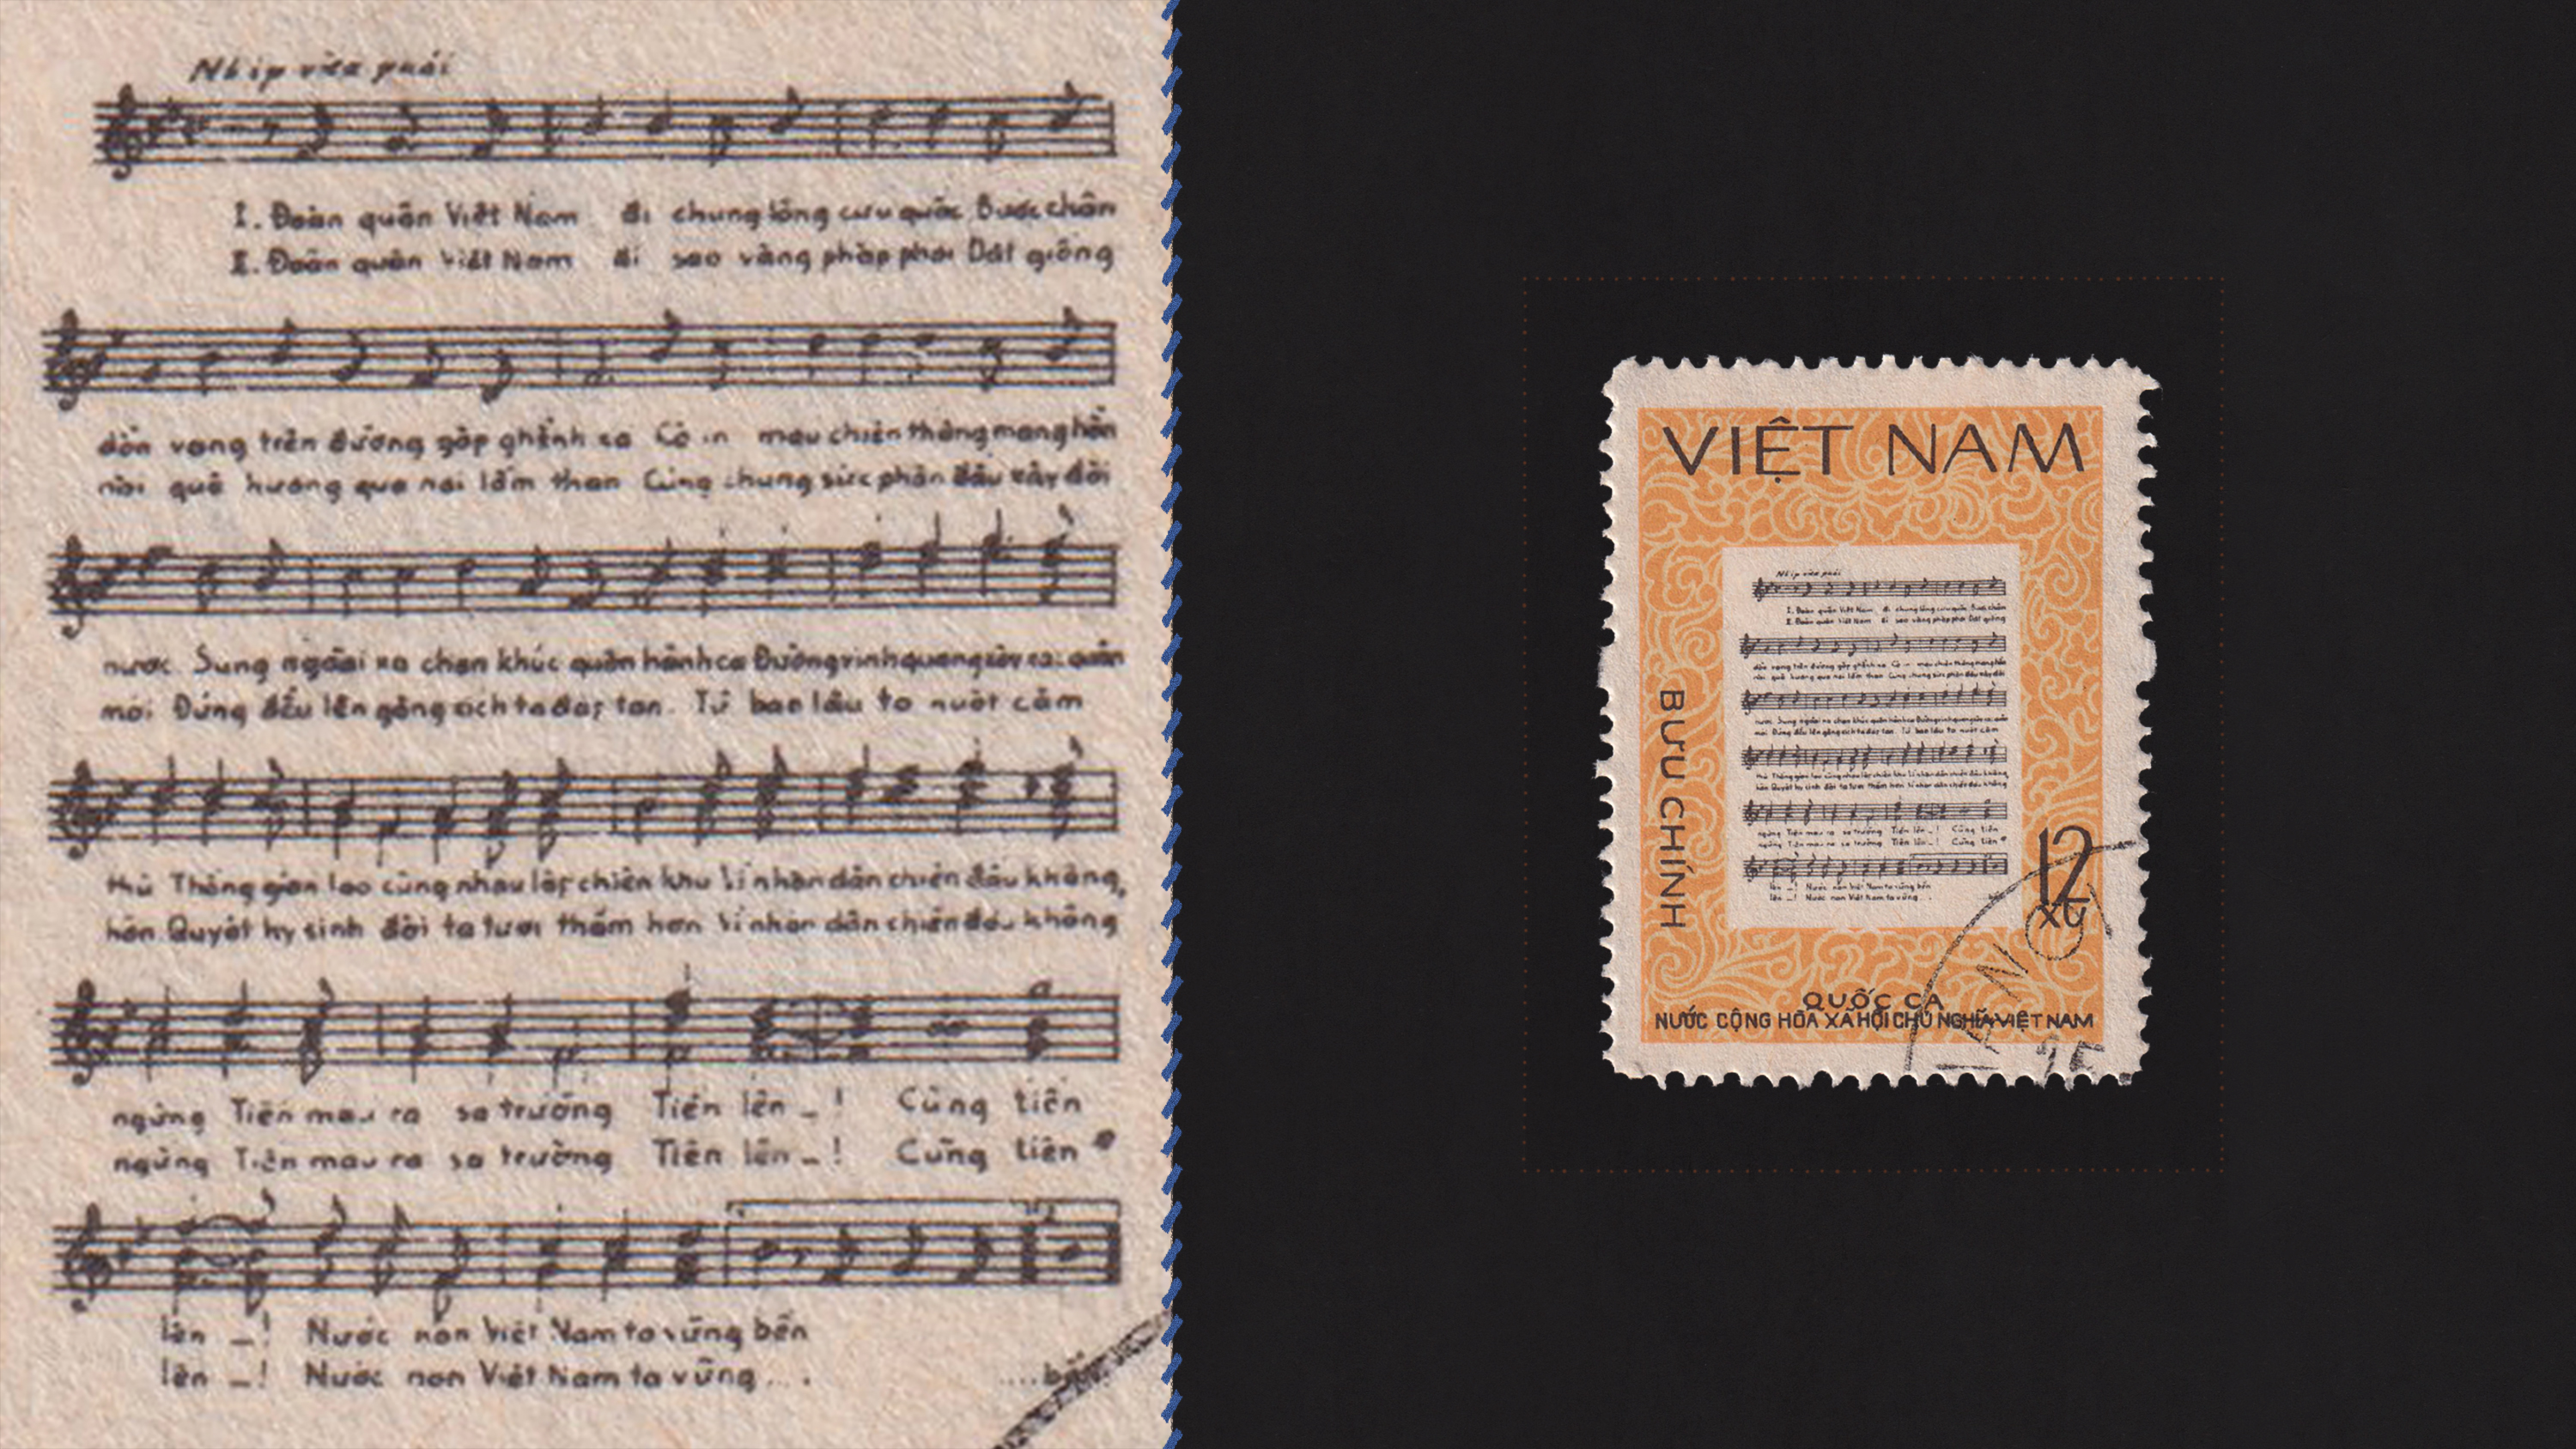 Nhịp vừa phải
I. Đoàn quân Việt Nam đi chung lòng cứu quốc Bước chân
II. Đoàn quân Việt Nam đi sao vàng phấp phới Dắt giống
dồn vang trên đường gập ghềnh xa Cờ in máu chiến thắng mang hồn
nòi quê hương qua nơi lầm than Cùng chung sức phấn đấu xây đời
nước Súng ngoài xa chen khúc quân hành ca Đường vinh quang xây xác quân
mới Đứng đều lên gông xích ta đập tan. Từ bao lâu ta nuốt căm
thù Thắng gian lao cùng nhau lập chiến khu Vì nhân dân chiến đấu không,
hờn Quyết hy sinh đời ta tươi thắm hơn Vì nhân dân chiến đấu không
ngừng Tiến mau ra sa trường Tiến lên _ ! Cùng tiến
ngừng Tiến mau ra sa trường Tiến lên _ ! Cùng tiến
lên _ ! Nước non Việt Nam ta vững bền
lên _ ! Nước non Việt Nam ta vững ... .
....bền
VIỆT NAM
BƯU CHÍNH
12
xu
QUỐC CA
NƯỚC CỘNG HÒA XÃ HỘI CHỦ NGHĨA VIỆT NAM